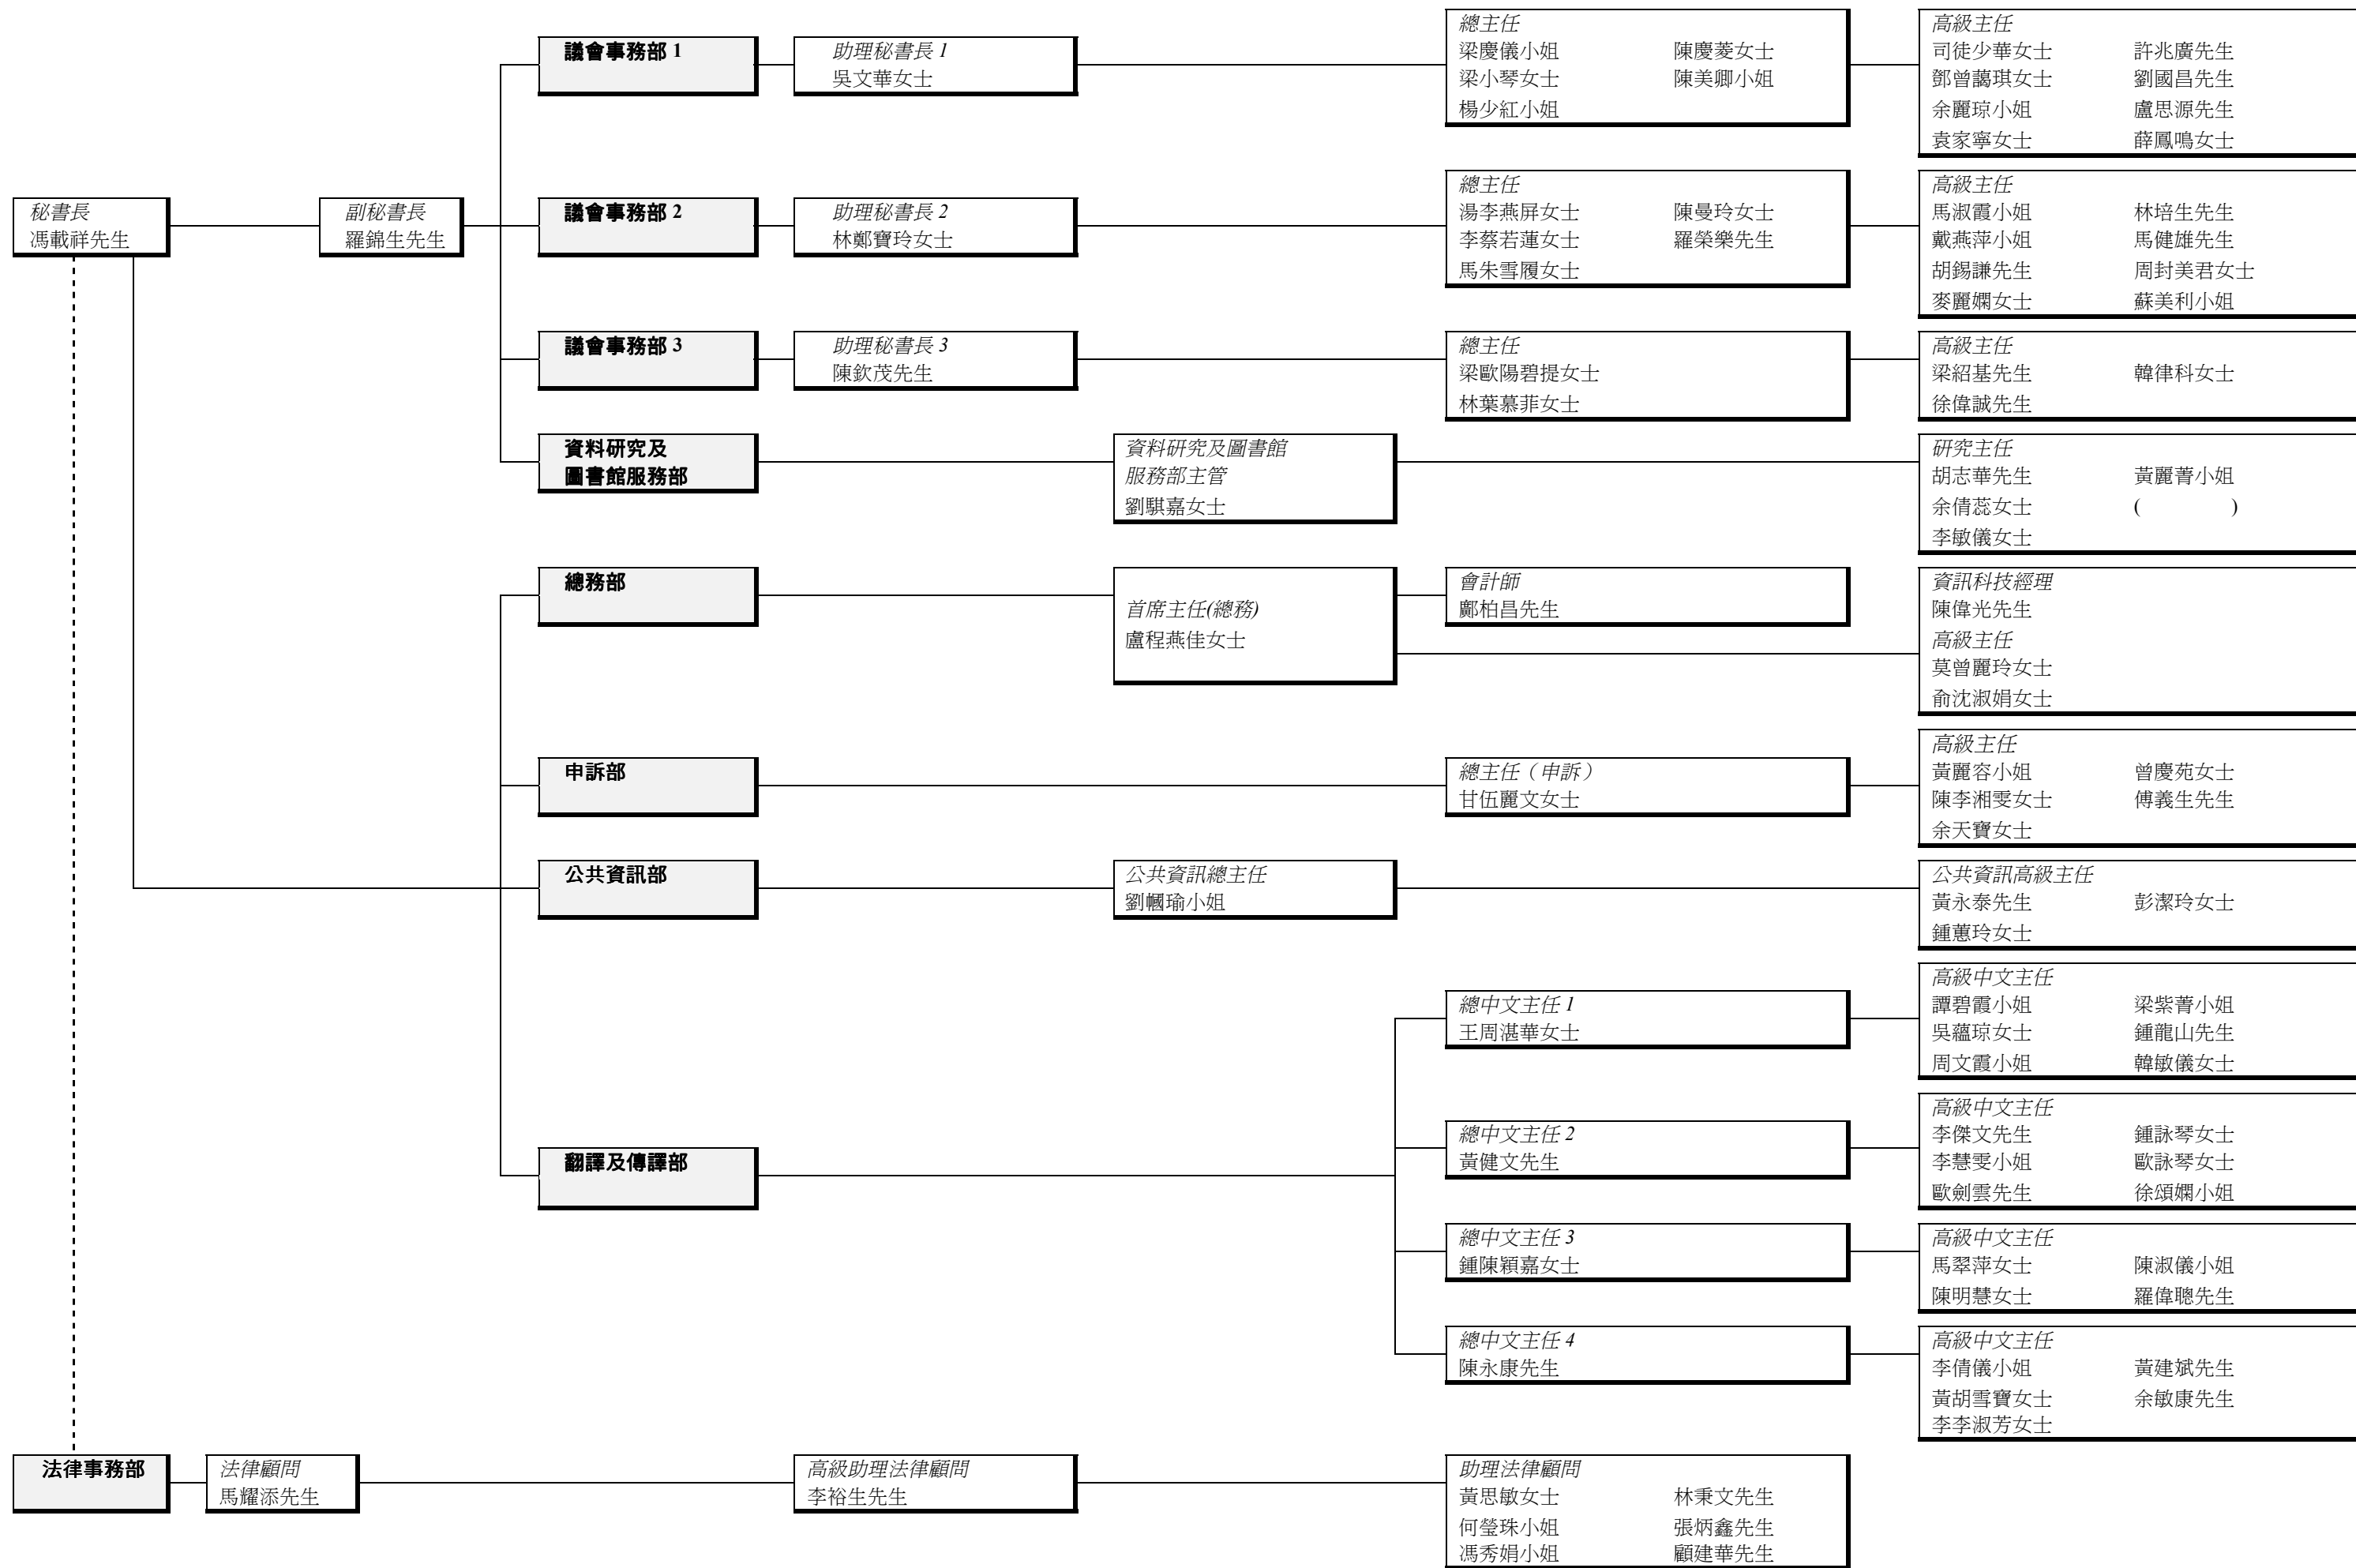 秘書長
馮載祥先生
副秘書長
羅錦生先生
議會事務部 1
助理秘書長 1
吳文華女士
總主任
梁慶儀小姐 陳慶菱女士
梁小琴女士 陳美卿小姐
楊少紅小姐
高級主任
司徒少華女士 許兆廣先生
鄧曾藹琪女士 劉國昌先生
余麗琼小姐 盧思源先生
袁家寧女士 薛鳳鳴女士
議會事務部 2
助理秘書長 2
林鄭寶玲女士
總主任
湯李燕屏女士 陳曼玲女士
李蔡若蓮女士 羅榮樂先生
馬朱雪履女士
高級主任
馬淑霞小姐 林培生先生
戴燕萍小姐 馬健雄先生
胡錫謙先生 周封美君女士
麥麗嫻女士 蘇美利小姐
議會事務部 3
助理秘書長 3
陳欽茂先生
總主任
梁歐陽碧提女士
林葉慕菲女士
高級主任
梁紹基先生 韓律科女士
徐偉誠先生
資料研究及
圖書館服務部
資料研究及圖書館
服務部主管
劉騏嘉女士
研究主任
胡志華先生 黃麗菁小姐
余倩蕊女士 ( )
李敏儀女士
總務部
首席主任(總務)
盧程燕佳女士
會計師
鄺柏昌先生
資訊科技經理
陳偉光先生
高級主任
莫曾麗玲女士
俞沈淑娟女士
申訴部
總主任（申訴）
甘伍麗文女士
高級主任
黃麗容小姐 曾慶苑女士
陳李湘雯女士 傅義生先生
余天寶女士
公共資訊部
公共資訊總主任
劉幗瑜小姐
公共資訊高級主任
黃永泰先生 彭潔玲女士
鍾蕙玲女士
翻譯及傳譯部
總中文主任 1
王周湛華女士
高級中文主任
譚碧霞小姐 梁紫菁小姐
吳蘊琼女士 鍾龍山先生
周文霞小姐 韓敏儀女士
總中文主任 2
黃健文先生
高級中文主任
李傑文先生 鍾詠琴女士
李慧雯小姐 歐詠琴女士
歐劍雲先生 徐頌嫻小姐
總中文主任 3
鍾陳穎嘉女士
高級中文主任
馬翠萍女士 陳淑儀小姐
陳明慧女士 羅偉聰先生
總中文主任 4
陳永康先生
高級中文主任
李倩儀小姐 黃建斌先生
黃胡雪寶女士 余敏康先生
李李淑芳女士
法律事務部
法律顧問
馬耀添先生
高級助理法律顧問
李裕生先生
助理法律顧問
黃思敏女士 林秉文先生
何瑩珠小姐 張炳鑫先生
馮秀娟小姐 顧建華先生